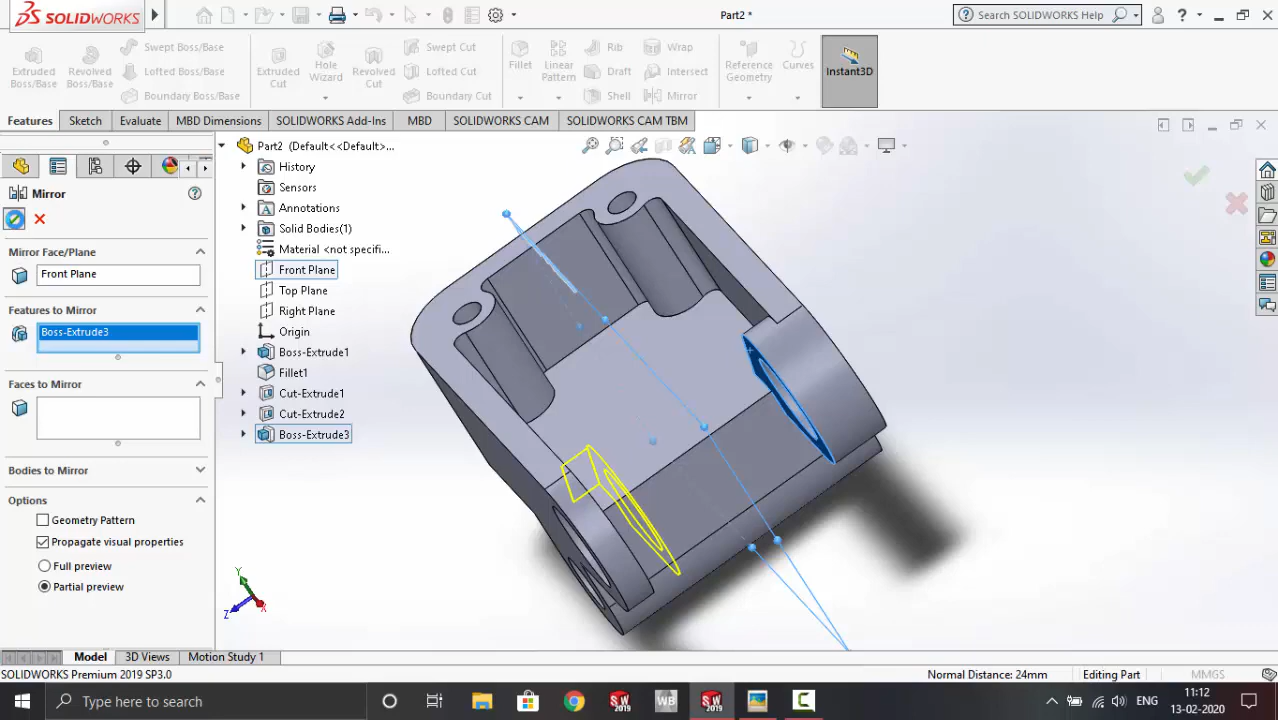 SOLIDWORKS
Part2 *
Search SOLIDWORKS Help
?
Extruded Boss/Base
Revolved Boss/Base
Swept Boss/Base
Lofted Boss/Base
Boundary Boss/Base
Extruded Cut
Hole Wizard
Revolved Cut
Swept Cut
Lofted Cut
Boundary Cut
Fillet
Linear Pattern
Rib
Draft
Shell
Wrap
Intersect
Mirror
Reference Geometry
Curves
Instant3D
Features
Sketch
Evaluate
MBD Dimensions
SOLIDWORKS Add-Ins
MBD
SOLIDWORKS CAM
SOLIDWORKS CAM TBM
Mirror
?
Mirror Face/Plane
Front Plane
Features to Mirror
Boss-Extrude3
Faces to Mirror
Bodies to Mirror
Options
Geometry Pattern
Propagate visual properties
Full preview
Partial preview
Part2 (Default<<Default>...
History
Sensors
Annotations
Solid Bodies(1)
Material <not specifi...
Front Plane
Top Plane
Right Plane
Origin
Boss-Extrude1
Fillet1
Cut-Extrude1
Cut-Extrude2
Boss-Extrude3
Y
Z
X
Model
3D Views
Motion Study 1
SOLIDWORKS Premium 2019 SP3.0
Normal Distance: 24mm
Editing Part
MMGS
Type here to search
SW 2019
WB
SW 2019
C
ENG
11:12
13-02-2020